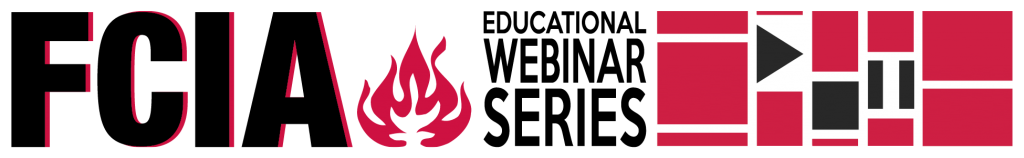 FCIA
EDUCATIONAL
WEBINAR
SERIES